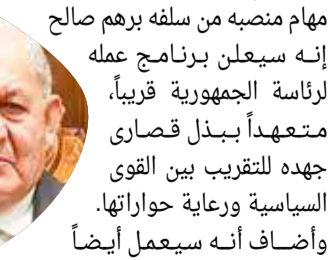 مهام منصبه من سلفه برهم صالح
إنه سيعلن برنامج عمله
لرئاسة الجمهورية قريباً،
متعهداً ببذل قصارى
جهده للتقريب بين القوى
السياسية ورعاية حواراتها.
وأضاف أنه سيعمل أيضاً